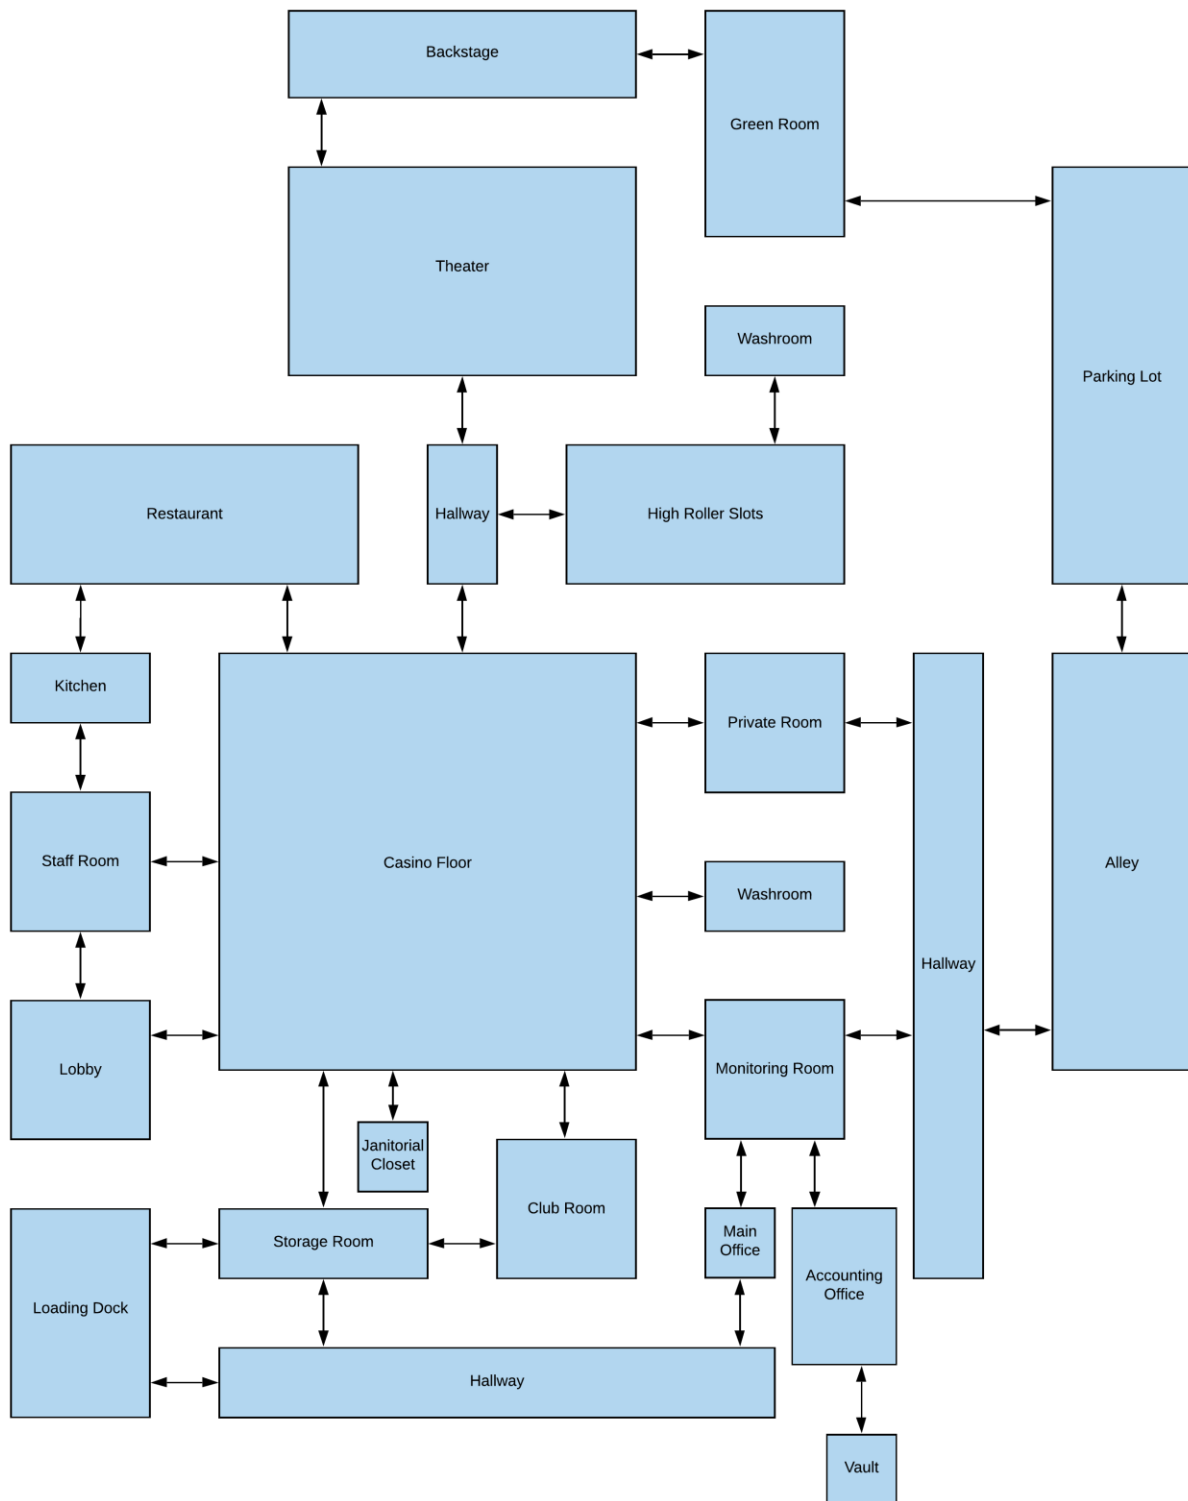 Backstage
Green Room
Theater
Washroom
Parking Lot
Restaurant
Hallway
High Roller Slots
Kitchen
Private Room
Staff Room
Casino Floor
Alley
Washroom
Hallway
Lobby
Monitoring Room
Janitorial
Closet
Club Room
Main
Office
Storage Room
Accounting
Office
Loading Dock
Hallway
Vault